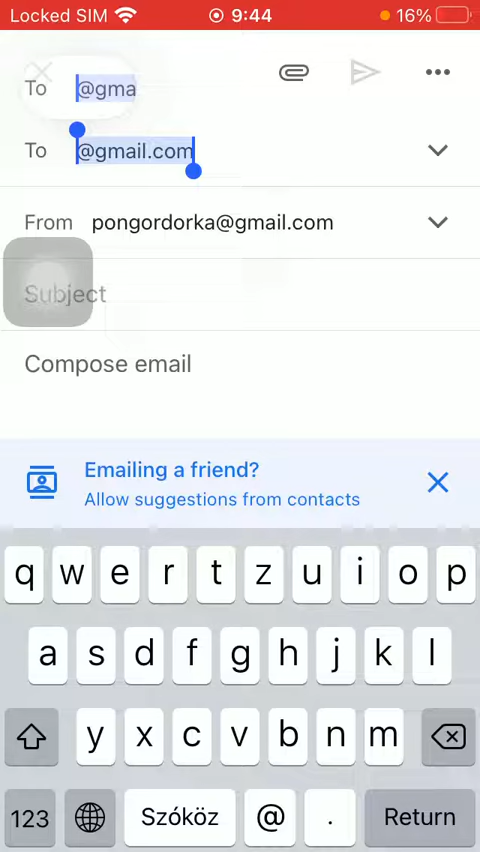 Locked SIM 9:44 16%
To @gma
To @gmail.com
From pongordorka@gmail.com
Subject
Compose email
Emailing a friend?
Allow suggestions from contacts
q w e r t z u i o p
a s d f g h j k l
y x c v b n m
123 Szóköz @ . Return